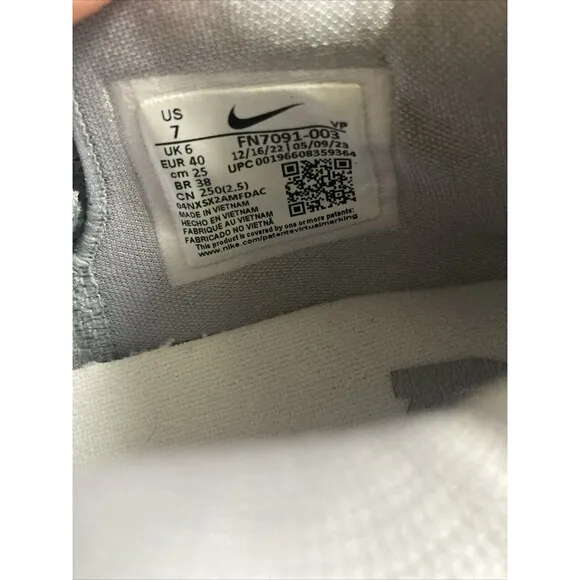 US
7
UK 6
EUR 40
cm 25
BR 38
CN 250(2.5)
FN7091-003 VP
12/16/22 | 05/09/23
UPC 00196608359364
04NXSX2AMFDAC
MADE IN VIETNAM
HECHO EN VIETNAM
FABRIQUE AU VIETNAM
FABRICADO NO VIETNÃ
This product is covered by one or more patents:
www.nike.com/patentsvirtualmarking